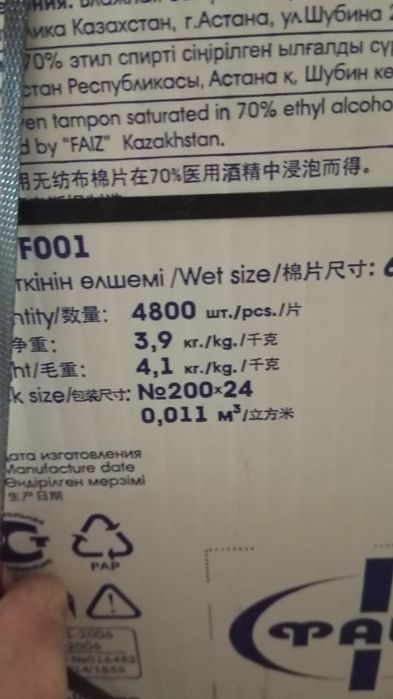 ика Казахстан, г.Астана, ул.Шубина
70% этил спирті сіңірілген ылғалды
стан Республикасы, Астана қ, Шубин
en tampon saturated in 70% ethyl alcoho
d by "FAIZ" Kazakhstan.
用无纺布棉片在70%医用酒精中浸泡而得。
F001
ткінін өлшемі /Wet size/棉片尺寸:
ntity/数量: 4800 шт./pcs./片
净重: 3,9 кг./kg./千克
ht/毛重: 4,1 кг./kg./千克
k size/包装尺寸: №200×24
0,011 м³/立方米
ата изготовления
Manufacture date
Өндірілген мерзімі
生产日期
PAP
-2006
ФА